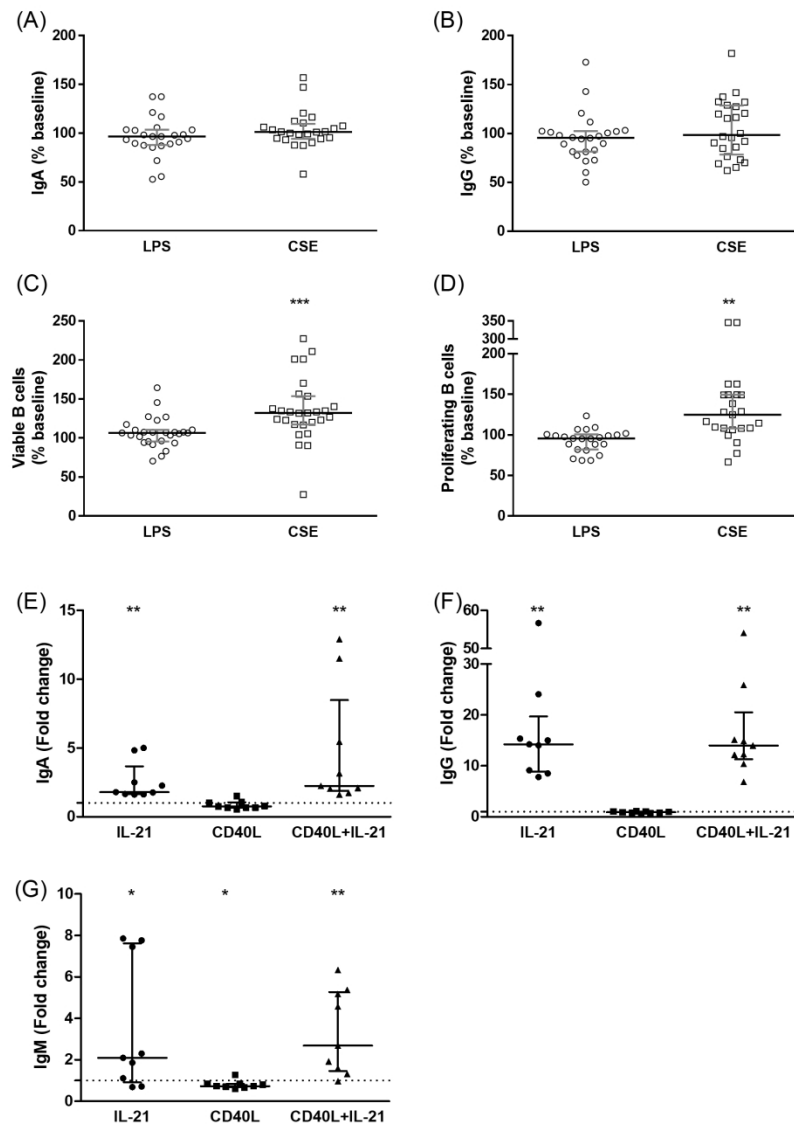 (A)
200
150
100
50
0
IgA (% baseline)
LPS
CSE
(B)
200
150
100
50
0
IgG (% baseline)
LPS
CSE
(C)
***
250
200
150
100
50
0
Viable B cells
(% baseline)
LPS
CSE
(D)
**
350
300
200
150
100
50
0
Proliferating B cells
(% baseline)
LPS
CSE
(E)
**
**
15
10
5
0
IgA (Fold change)
IL-21
CD40L
CD40L+IL-21
(F)
**
**
60
50
30
20
10
0
IgG (Fold change)
IL-21
CD40L
CD40L+IL-21
(G)
*
*
**
10
8
6
4
2
0
IgM (Fold change)
IL-21
CD40L
CD40L+IL-21